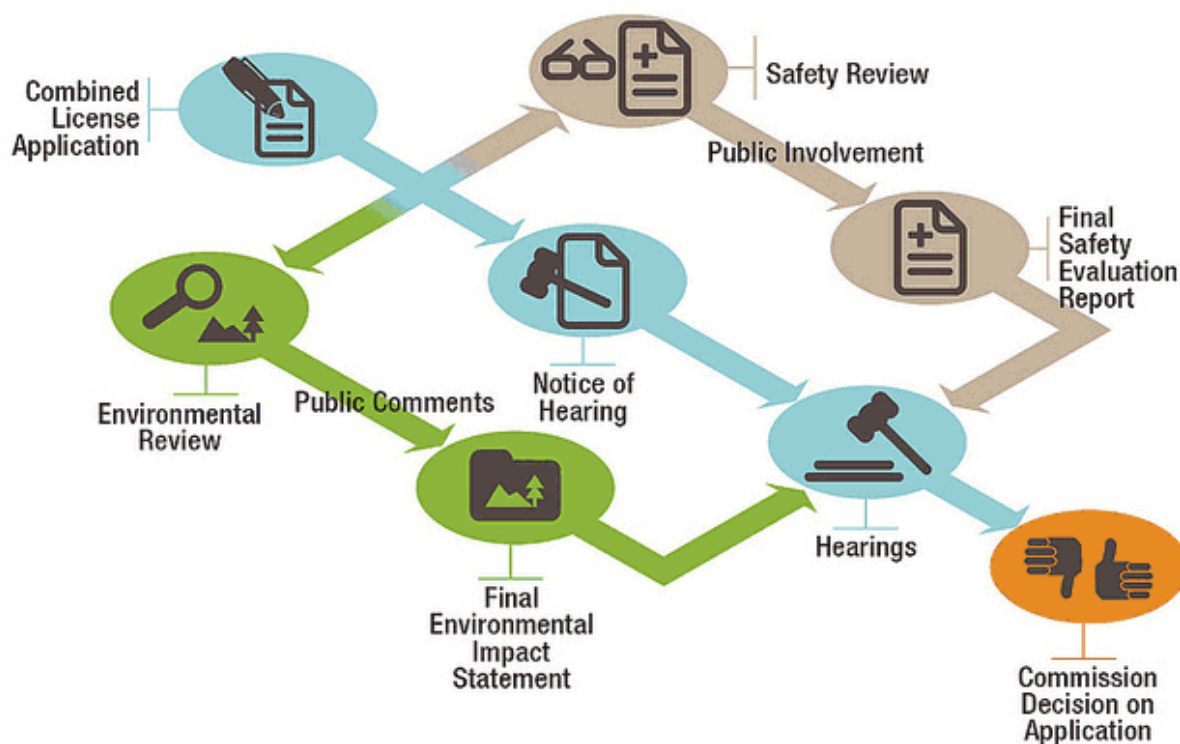 Combined
License
Application
Safety Review
Public Involvement
Final
Safety
Evaluation
Report
Environmental
Review
Public Comments
Notice of
Hearing
Final
Environmental
Impact
Statement
Hearings
Commission
Decision on
Application